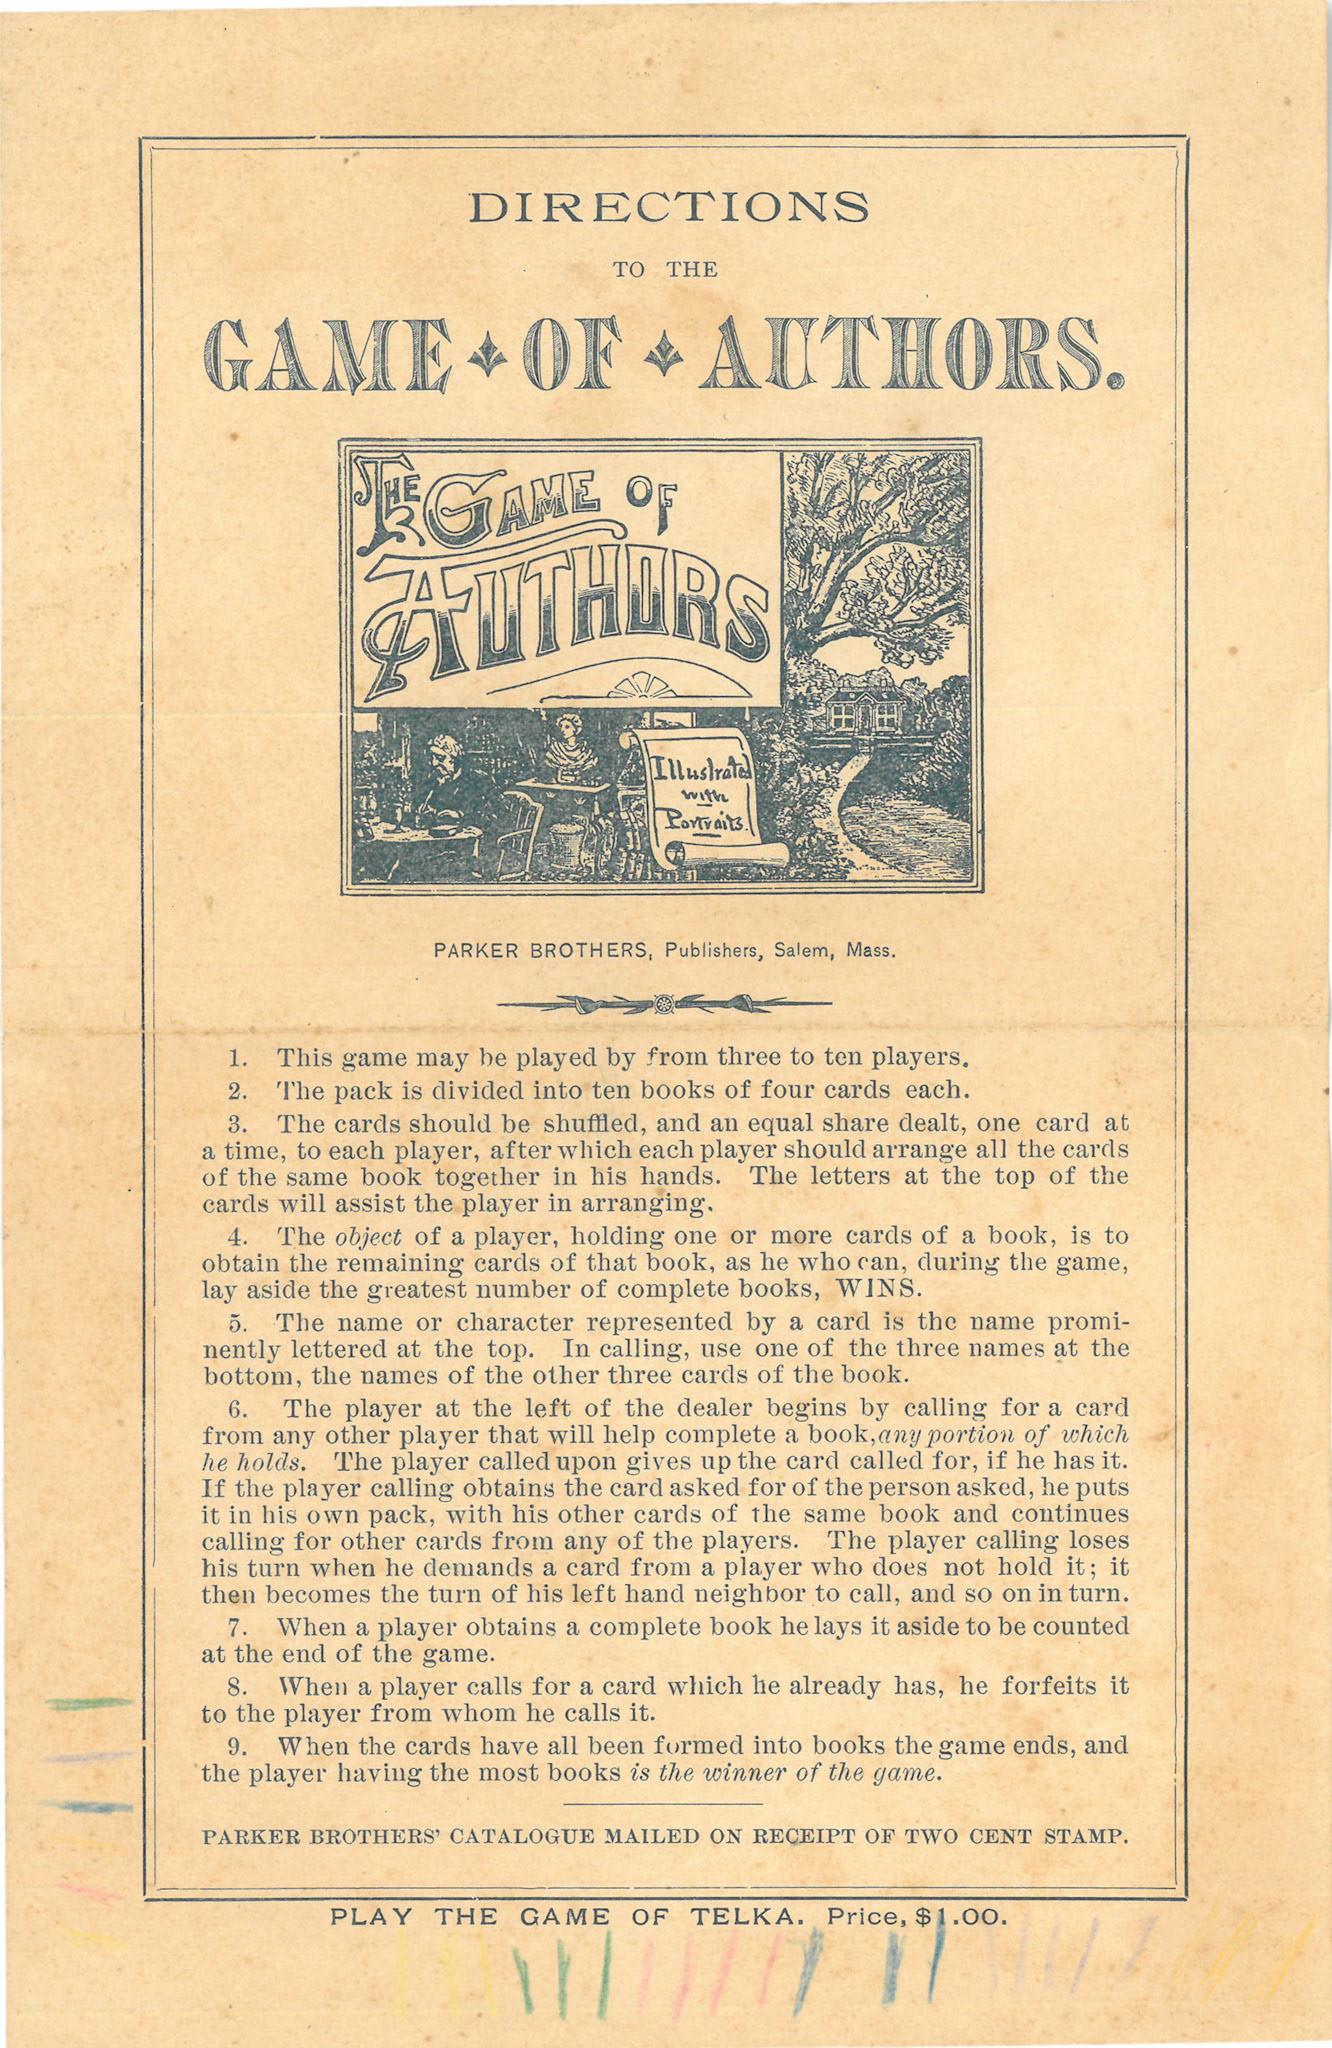 DIRECTIONS
TO THE
GAME OF AUTHORS.
THE GAME OF
AUTHORS
Illustrated
with
Portraits.
PARKER BROTHERS, Publishers, Salem, Mass.
1. This game may be played by from three to ten players.
2. The pack is divided into ten books of four cards each.
3. The cards should be shuffled, and an equal share dealt, one card at
a time, to each player, after which each player should arrange all the cards
of the same book together in his hands. The letters at the top of the
cards will assist the player in arranging.
4. The object of a player, holding one or more cards of a book, is to
obtain the remaining cards of that book, as he who can, during the game,
lay aside the greatest number of complete books, WINS.
5. The name or character represented by a card is the name promi-
nently lettered at the top. In calling, use one of the three names at the
bottom, the names of the other three cards of the book.
6. The player at the left of the dealer begins by calling for a card
from any other player that will help complete a book, any portion of which
he holds. The player called upon gives up the card called for, if he has it.
If the player calling obtains the card asked for of the person asked, he puts
it in his own pack, with his other cards of the same book and continues
calling for other cards from any of the players. The player calling loses
his turn when he demands a card from a player who does not hold it; it
then becomes the turn of his left hand neighbor to call, and so on in turn.
7. When a player obtains a complete book he lays it aside to be counted
at the end of the game.
8. When a player calls for a card which he already has, he forfeits it
to the player from whom he calls it.
9. When the cards have all been formed into books the game ends, and
the player having the most books is the winner of the game.
PARKER BROTHERS' CATALOGUE MAILED ON RECEIPT OF TWO CENT STAMP.
PLAY THE GAME OF TELKA. Price, $1.00.